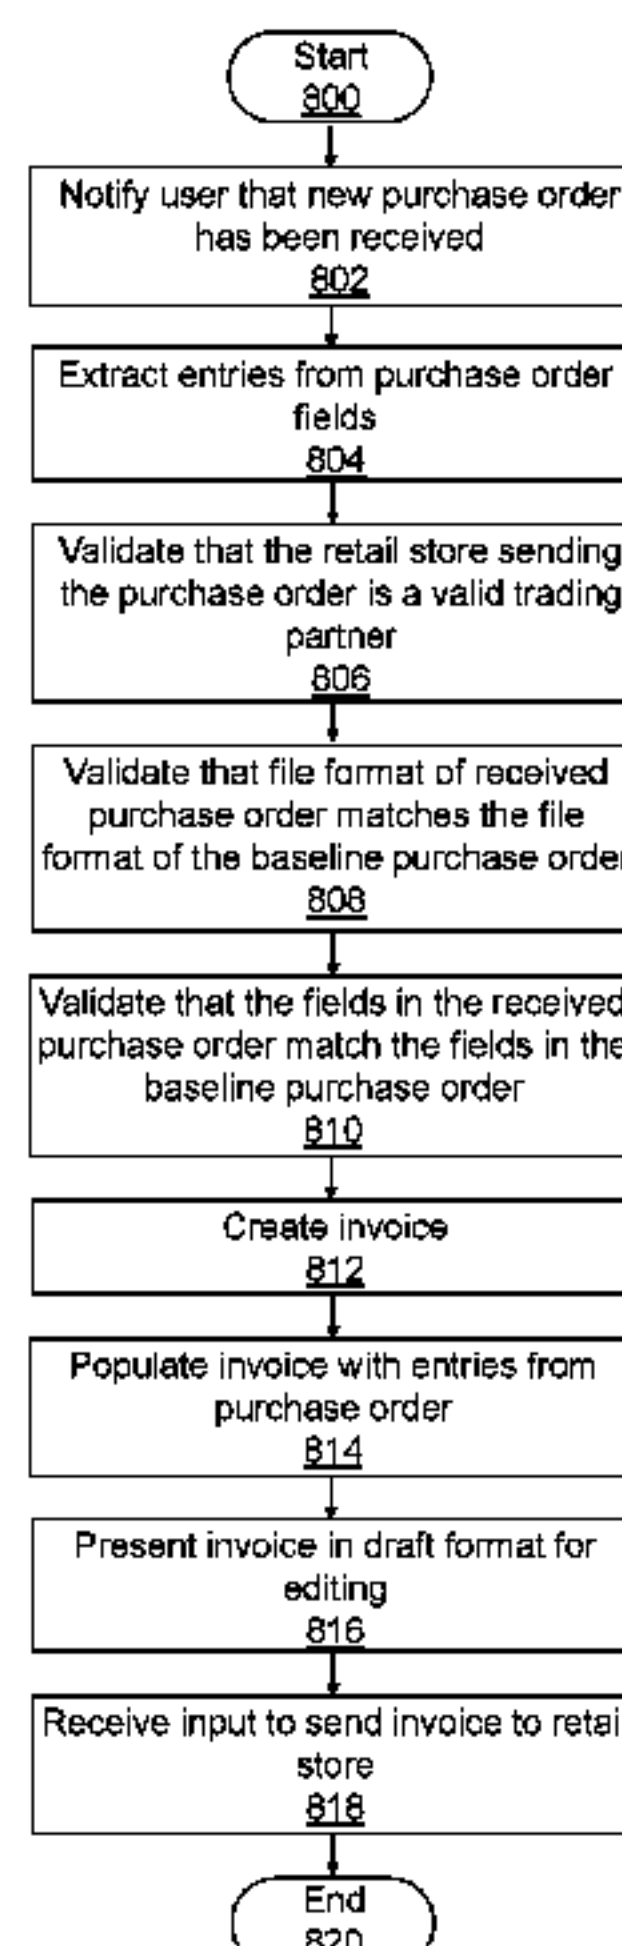 Start
800
Notify user that new purchase order
has been received
802
Extract entries from purchase order
fields
804
Validate that the retail store sending
the purchase order is a valid trading
partner
806
Validate that file format of received
purchase order matches the file
format of the baseline purchase order
808
Validate that the fields in the received
purchase order match the fields in the
baseline purchase order
810
Create invoice
812
Populate invoice with entries from
purchase order
814
Present invoice in draft format for
editing
816
Receive input to send invoice to retai
store
818
End
820